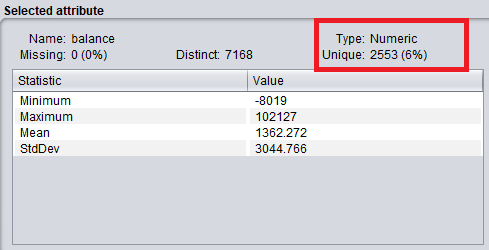 Selected attribute
Name: balance Type: Numeric
Missing: 0 (0%) Distinct: 7168 Unique: 2553 (6%)
Statistic Value
Minimum -8019
Maximum 102127
Mean 1362.272
StdDev 3044.766